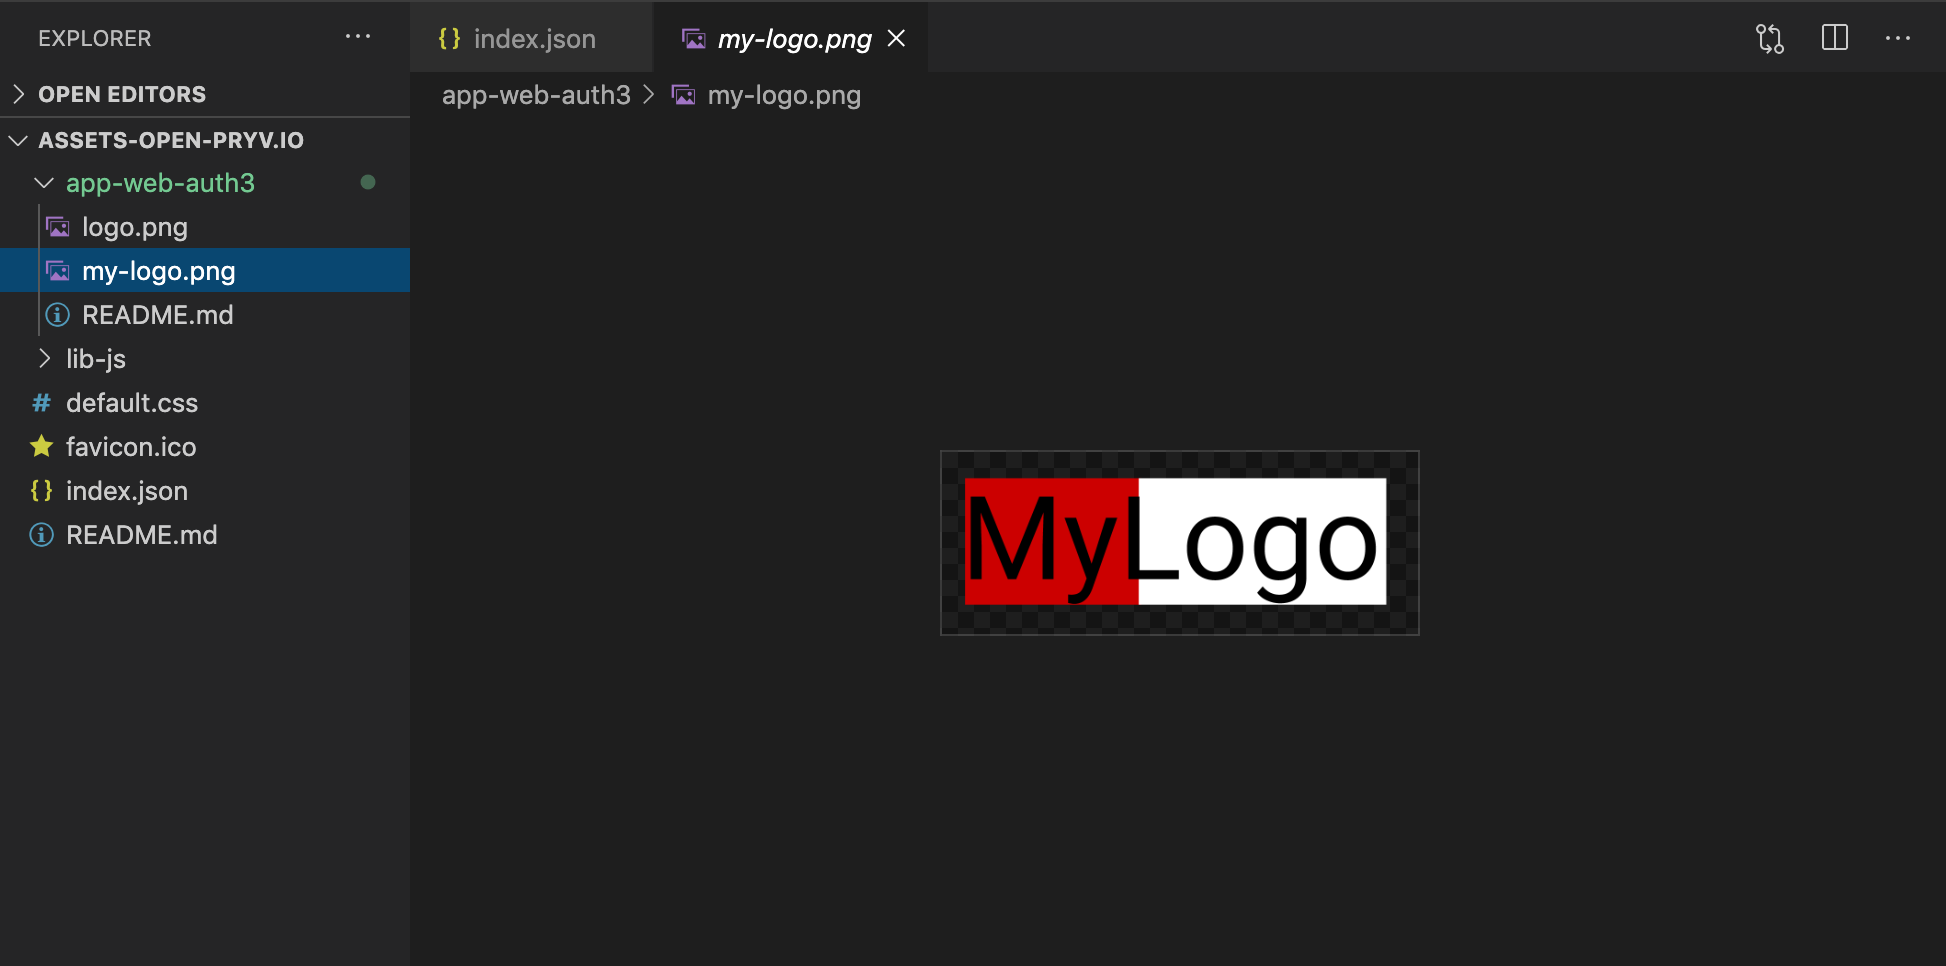 EXPLORER
OPEN EDITORS
ASSETS-OPEN-PRYV.IO
app-web-auth3
logo.png
my-logo.png
README.md
lib-js
default.css
favicon.ico
index.json
README.md
index.json
my-logo.png
app-web-auth3 > my-logo.png
MyLogo